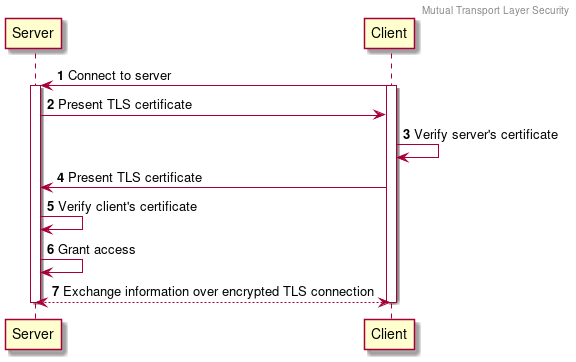 Mutual Transport Layer Security
Server
Client
1 Connect to server
2 Present TLS certificate
3 Verify server's certificate
4 Present TLS certificate
5 Verify client's certificate
6 Grant access
7 Exchange information over encrypted TLS connection
Server
Client